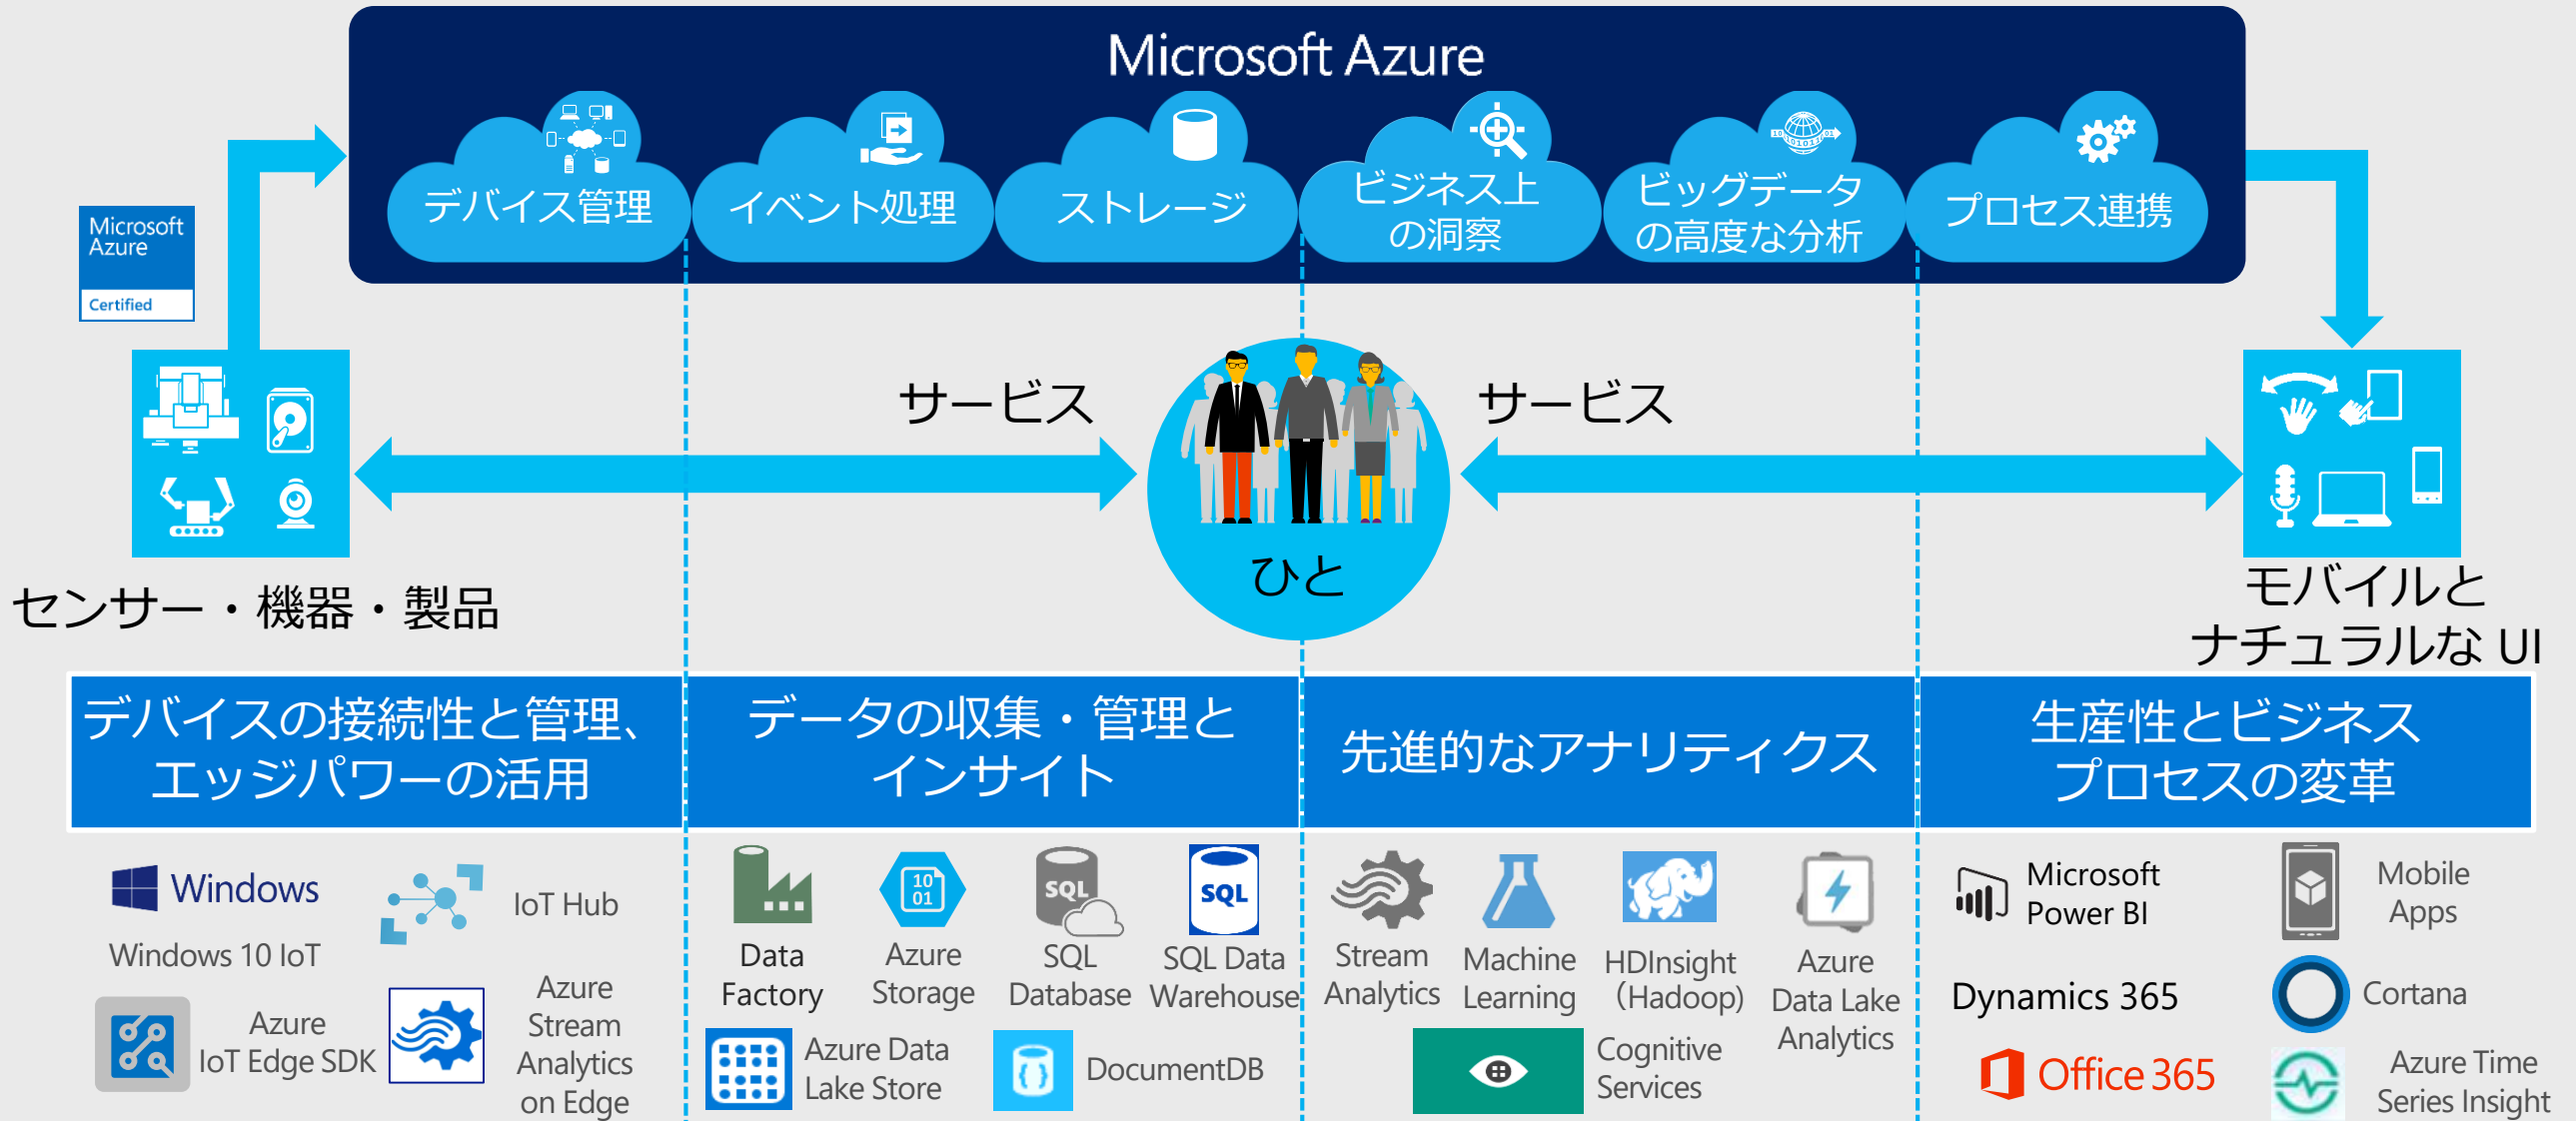 Microsoft Azure
デバイス管理
イベント処理
ストレージ
ビジネス上
の洞察
ビッグデータ
の高度な分析
プロセス連携
Microsoft
Azure
Certified
サービス
サービス
ひと
センサー・機器・製品
モバイルと
ナチュラルな UI
デバイスの接続性と管理、
エッジパワーの活用
データの収集・管理と
インサイト
先進的なアナリティクス
生産性とビジネス
プロセスの変革
Windows
Windows 10 IoT
IoT Hub
Azure
IoT Edge SDK
Azure
Stream
Analytics
on Edge
Data
Factory
10
01
Azure
Storage
SQL
SQL
Database
SQL
SQL Data
Warehouse
Azure Data
Lake Store
DocumentDB
Stream
Analytics
Machine
Learning
HDInsight
（Hadoop)
Azure
Data Lake
Analytics
Cognitive
Services
Microsoft
Power BI
Mobile
Apps
Dynamics 365
Cortana
Office 365
Azure Time
Series Insight